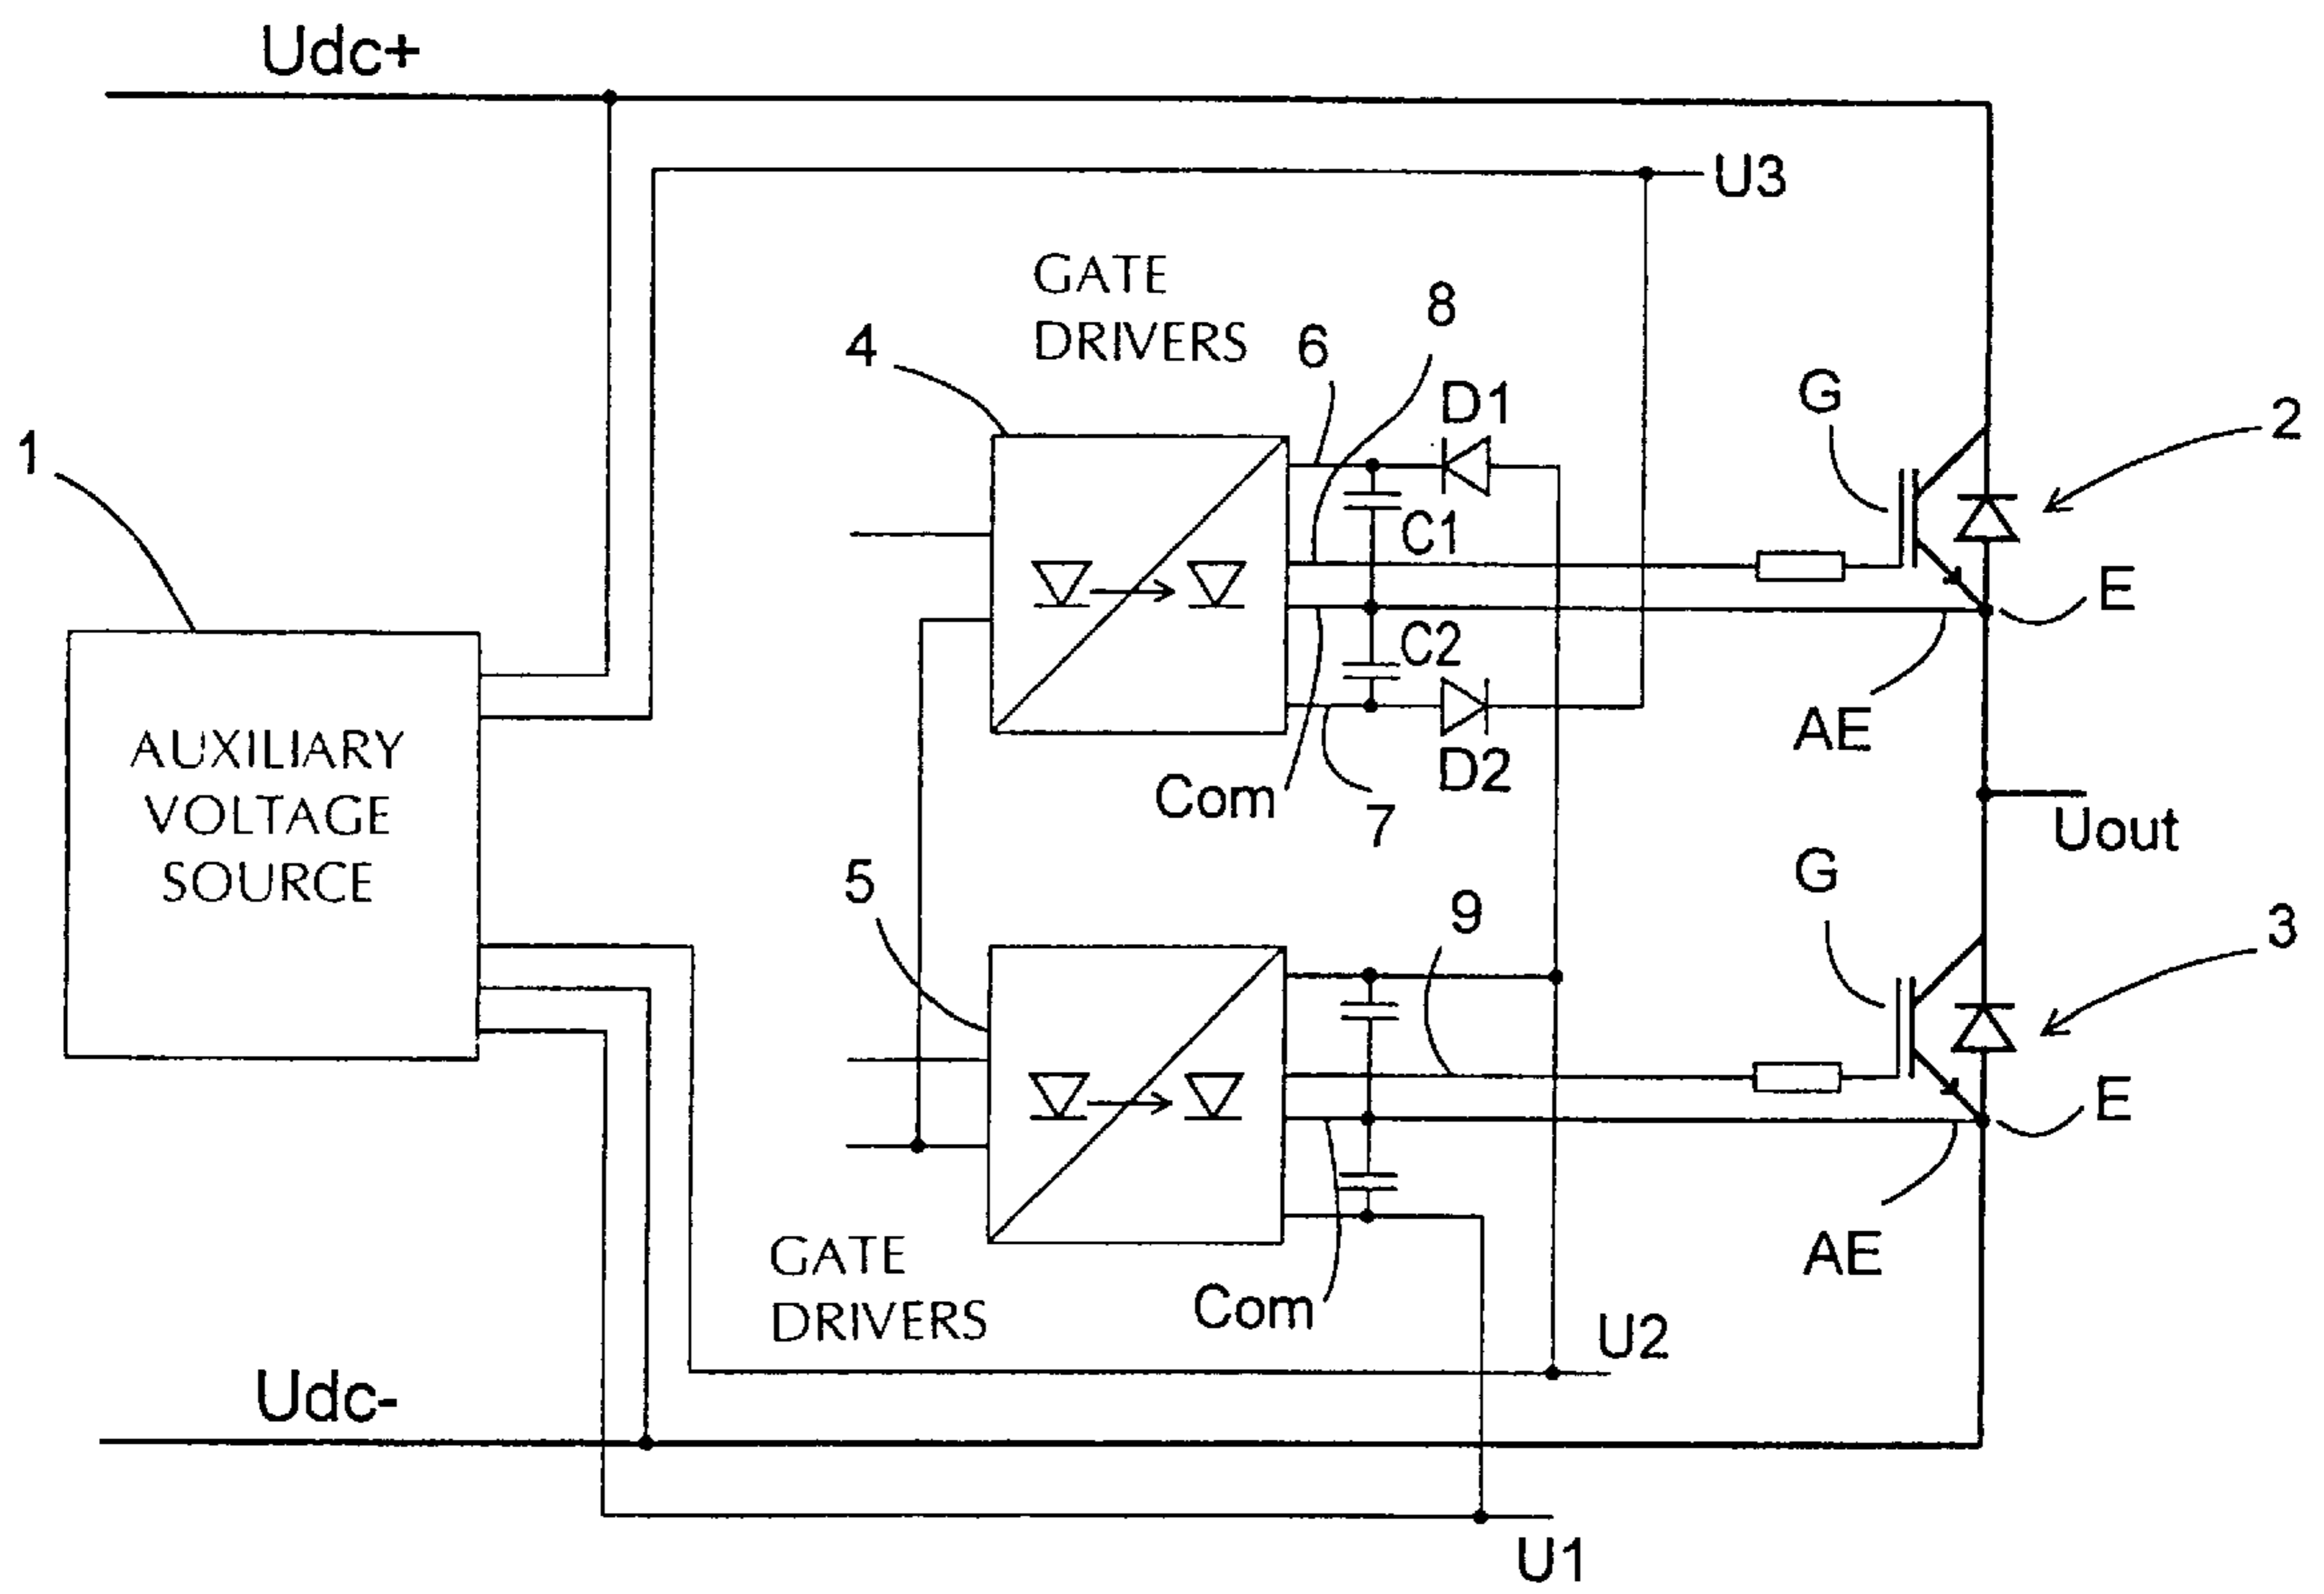 Udc+
U3
GATE
DRIVERS
8
6
4
D1
G
2
1
C1
E
C2
AUXILIARY
VOLTAGE
SOURCE
AE
D2
Com
7
Uout
G
5
9
3
E
AE
GATE
DRIVERS
Com
U2
Udc-
U1